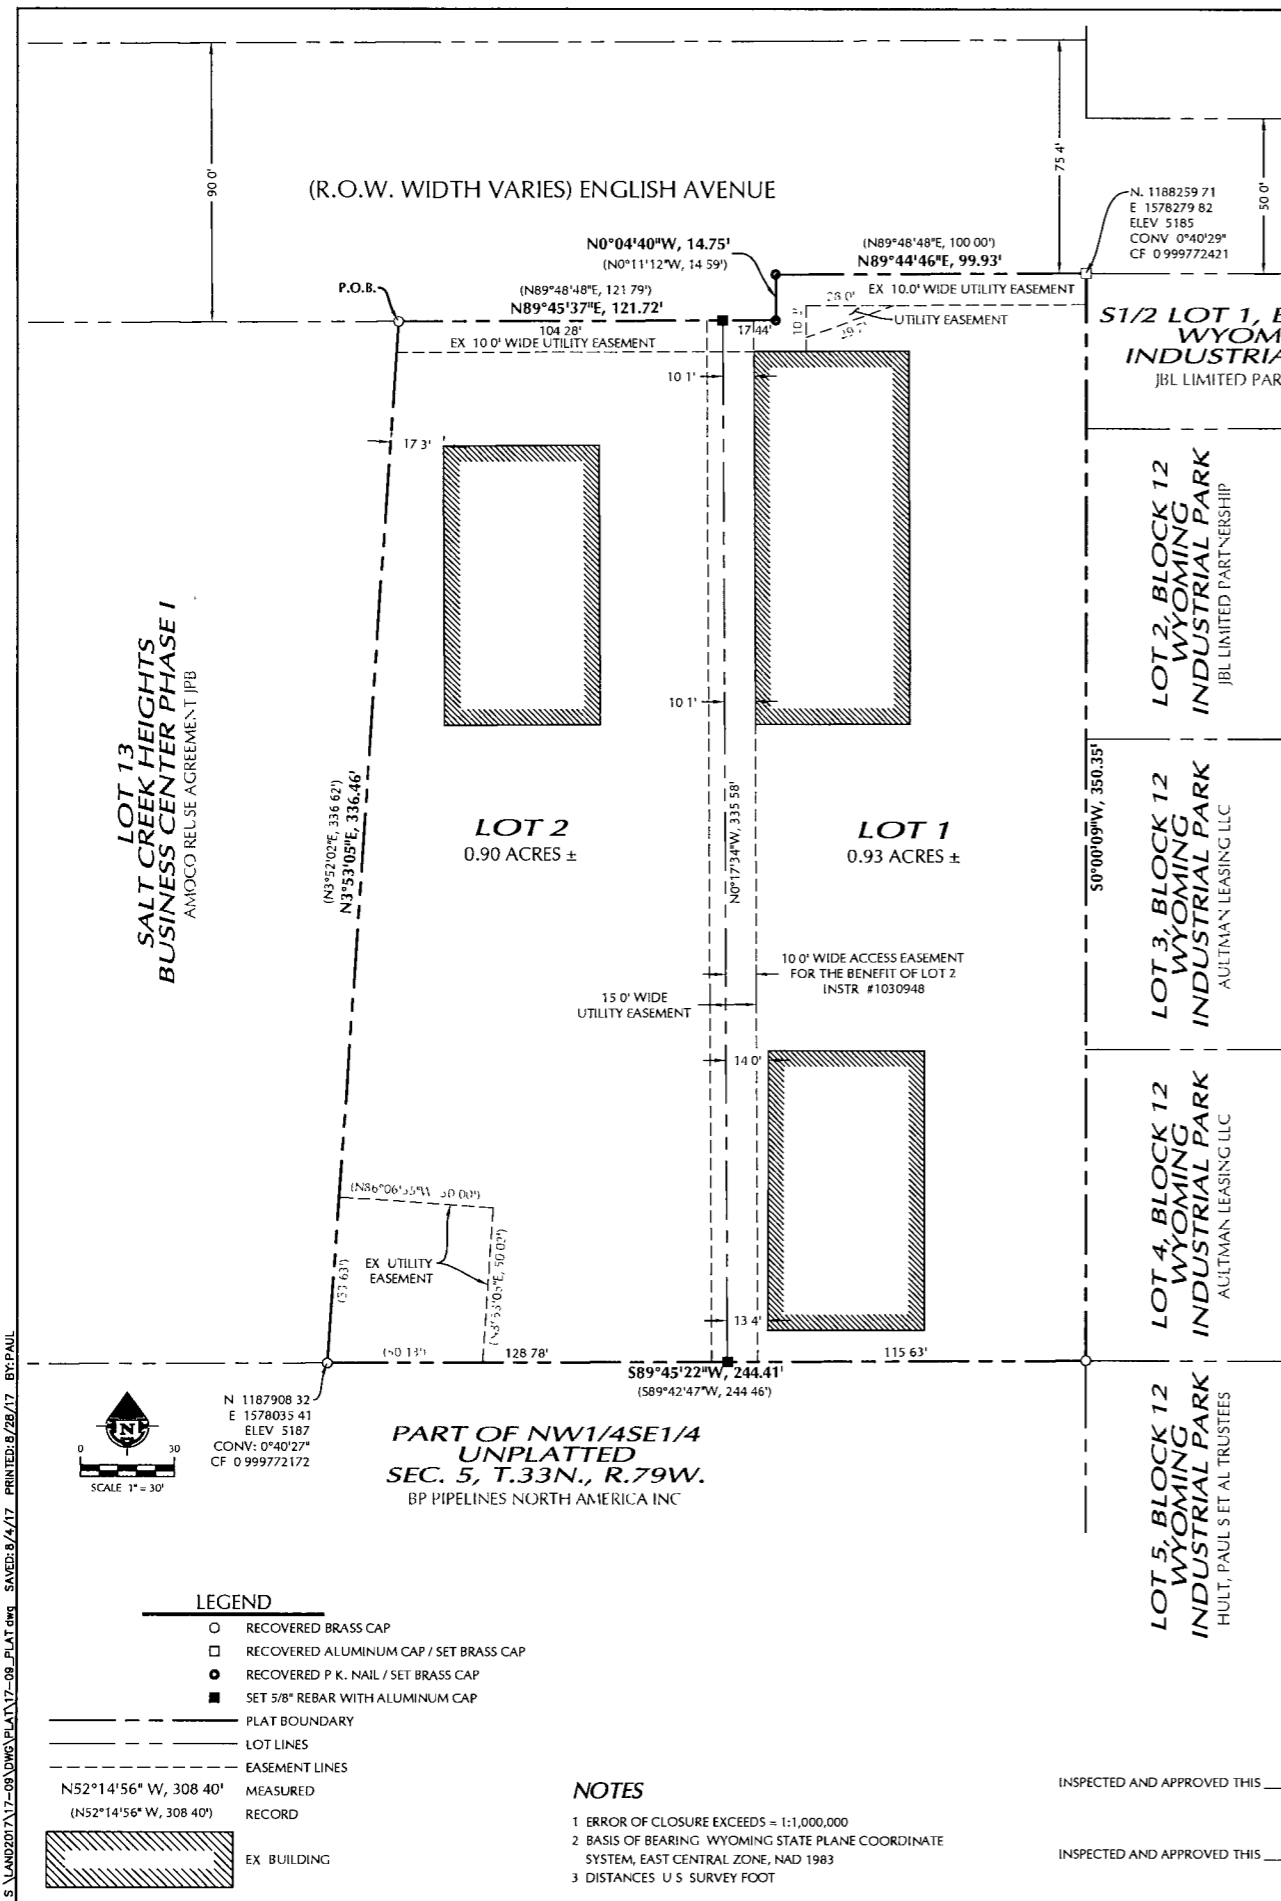 90 0'
75 4'
50 0'
(R.O.W. WIDTH VARIES) ENGLISH AVENUE
N. 1188259 71
E 1578279 82
ELEV 5185
CONV 0°40'29"
CF 0 999772421
N0°04'40"W, 14.75'
(N0°11'12"W, 14 59')
(N89°48'48"E, 100 00')
N89°44'46"E, 99.93'
P.O.B.
(N89°48'48"E, 121 79')
N89°45'37"E, 121.72'
EX 10.0' WIDE UTILITY EASEMENT
28 0'
UTILITY EASEMENT
104 28'
17 44'
EX 10 0' WIDE UTILITY EASEMENT
S1/2 LOT 1, B
WYOM
INDUSTRIA
JBL LIMITED PAR
10 1'
17 3'
LOT 2, BLOCK 12
WYOMING
INDUSTRIAL PARK
JBL LIMITED PARTNERSHIP
LOT 13
SALT CREEK HEIGHTS
BUSINESS CENTER PHASE I
AMOCO REUSE AGREEMENT JPB
10 1'
(N3°52'02"E, 336 62')
N3°53'05"E, 336.46'
N0°17'34"W, 335 58'
S0°00'09"W, 350.35'
LOT 2
0.90 ACRES ±
LOT 1
0.93 ACRES ±
LOT 3, BLOCK 12
WYOMING
INDUSTRIAL PARK
AULTMAN LEASING LLC
10 0' WIDE ACCESS EASEMENT
FOR THE BENEFIT OF LOT 2
INSTR #1030948
15 0' WIDE
UTILITY EASEMENT
14 0'
LOT 4, BLOCK 12
WYOMING
INDUSTRIAL PARK
AULTMAN LEASING LLC
(N86°06'55"W 50 00')
EX UTILITY
EASEMENT
(N3°53'05"E, 50 02')
13 4'
(50 13')
128 78'
115 63'
S89°45'22"W, 244.41'
(S89°42'47"W, 244 46')
N 1187908 32
E 1578035 41
ELEV 5187
CONV: 0°40'27"
CF 0 999772172
N
0 30
SCALE 1" = 30'
PART OF NW1/4SE1/4
UNPLATTED
SEC. 5, T.33N., R.79W.
BP PIPELINES NORTH AMERICA INC
LOT 5, BLOCK 12
WYOMING
INDUSTRIAL PARK
HULT, PAUL S ET AL TRUSTEES
LEGEND
RECOVERED BRASS CAP
RECOVERED ALUMINUM CAP / SET BRASS CAP
RECOVERED P K. NAIL / SET BRASS CAP
SET 5/8" REBAR WITH ALUMINUM CAP
PLAT BOUNDARY
LOT LINES
EASEMENT LINES
N52°14'56" W, 308 40' MEASURED
(N52°14'56" W, 308 40') RECORD
EX BUILDING
NOTES
1 ERROR OF CLOSURE EXCEEDS = 1:1,000,000
2 BASIS OF BEARING WYOMING STATE PLANE COORDINATE
SYSTEM, EAST CENTRAL ZONE, NAD 1983
3 DISTANCES U S SURVEY FOOT
INSPECTED AND APPROVED THIS
INSPECTED AND APPROVED THIS
S \LAND2017\17-09\DWG\PLAT\17-09_PLAT dwg SAVED: 8/4/17 PRINTED: 8/28/17 BY: PAUL